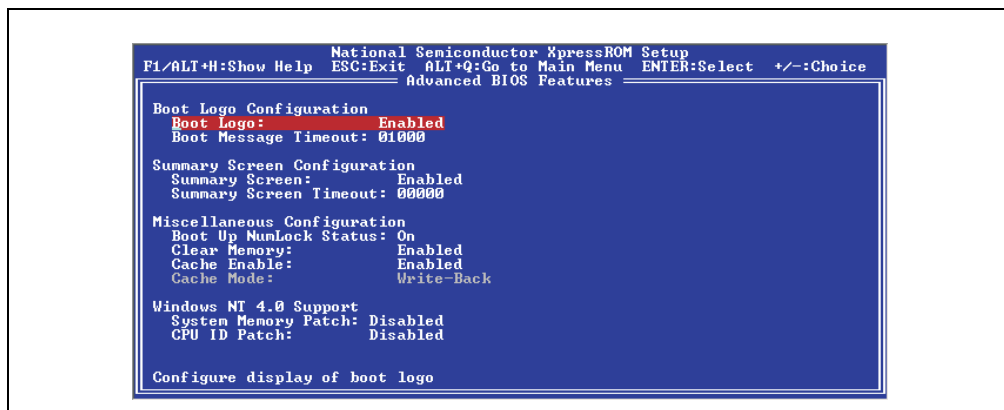 National Semiconductor XpressROM Setup
F1/ALT+H:Show Help ESC:Exit ALT+Q:Go to Main Menu ENTER:Select +/-:Choice
Advanced BIOS Features
Boot Logo Configuration
Boot Logo: Enabled
Boot Message Timeout: 01000
Summary Screen Configuration
Summary Screen: Enabled
Summary Screen Timeout: 00000
Miscellaneous Configuration
Boot Up NumLock Status: On
Clear Memory: Enabled
Cache Enable: Enabled
Cache Mode: Write-Back
Windows NT 4.0 Support
System Memory Patch: Disabled
CPU ID Patch: Disabled
Configure display of boot logo